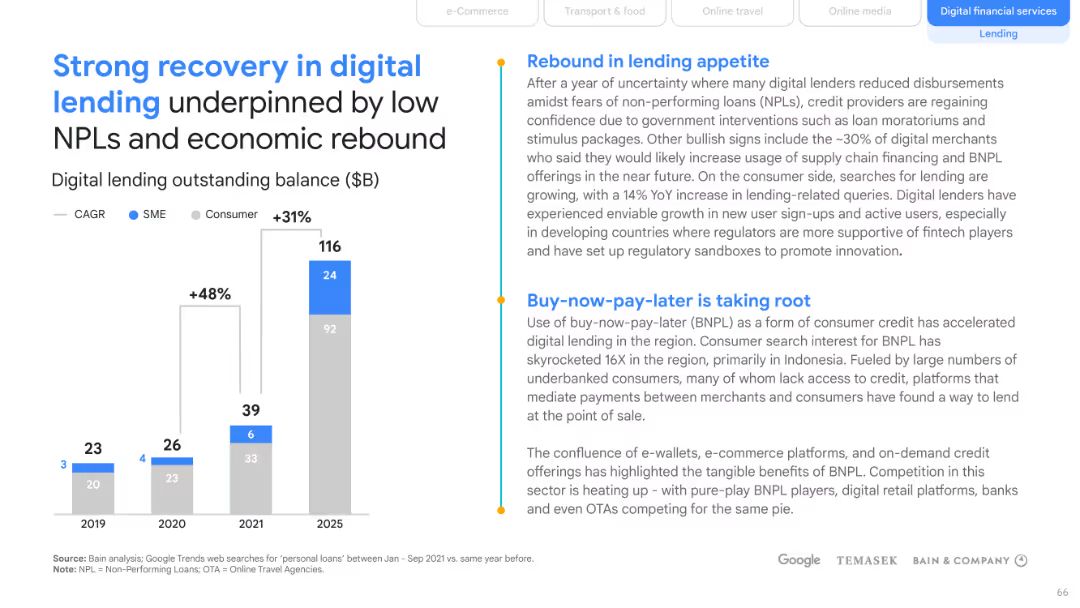 e-Commerce
Transport & food
Online travel
Online media
Digital financial services
Lending
Strong recovery in digital
lending underpinned by low
NPLs and economic rebound
Digital lending outstanding balance ($B)
CAGR
SME
Consumer
+31%
116
24
92
+48%
39
6
33
26
4
23
23
3
20
2019
2020
2021
2025
Rebound in lending appetite
After a year of uncertainty where many digital lenders reduced disbursements
amidst fears of non-performing loans (NPLs), credit providers are regaining
confidence due to government interventions such as loan moratoriums and
stimulus packages. Other bullish signs include the ~30% of digital merchants
who said they would likely increase usage of supply chain financing and BNPL
offerings in the near future. On the consumer side, searches for lending are
growing, with a 14% YoY increase in lending-related queries. Digital lenders have
experienced enviable growth in new user sign-ups and active users, especially
in developing countries where regulators are more supportive of fintech players
and have set up regulatory sandboxes to promote innovation.
Buy-now-pay-later is taking root
Use of buy-now-pay-later (BNPL) as a form of consumer credit has accelerated
digital lending in the region. Consumer search interest for BNPL has
skyrocketed 16X in the region, primarily in Indonesia. Fueled by large numbers of
underbanked consumers, many of whom lack access to credit, platforms that
mediate payments between merchants and consumers have found a way to lend
at the point of sale.
The confluence of e-wallets, e-commerce platforms, and on-demand credit
offerings has highlighted the tangible benefits of BNPL. Competition in this
sector is heating up - with pure-play BNPL players, digital retail platforms, banks
and even OTAs competing for the same pie.
Source: Bain analysis; Google Trends web searches for 'personal loans' between Jan - Sep 2021 vs. same year before.
Note: NPL = Non-Performing Loans; OTA = Online Travel Agencies.
Google
TEMASEK
BAIN & COMPANY
66